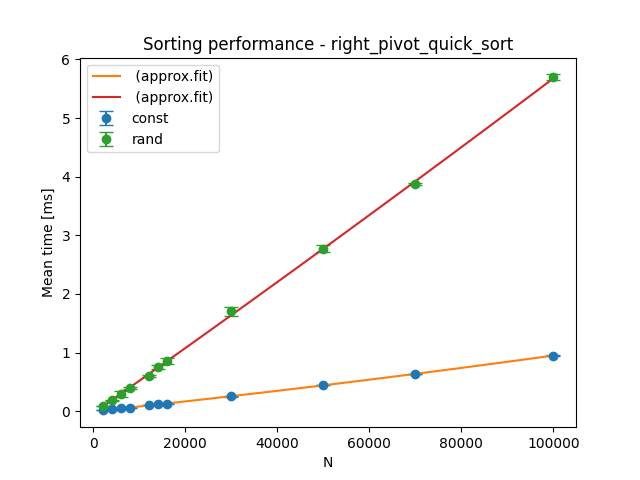 Sorting performance - right_pivot_quick_sort
(approx.fit)
(approx.fit)
const
rand
Mean time [ms]
6
5
4
3
2
1
0
0 20000 40000 60000 80000 100000
N